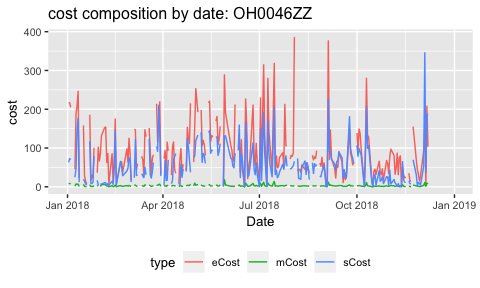 cost composition by date: OH0046ZZ
400
300
200
100
0
cost
Jan 2018 Apr 2018 Jul 2018 Oct 2018 Jan 2019
Date
type eCost mCost sCost